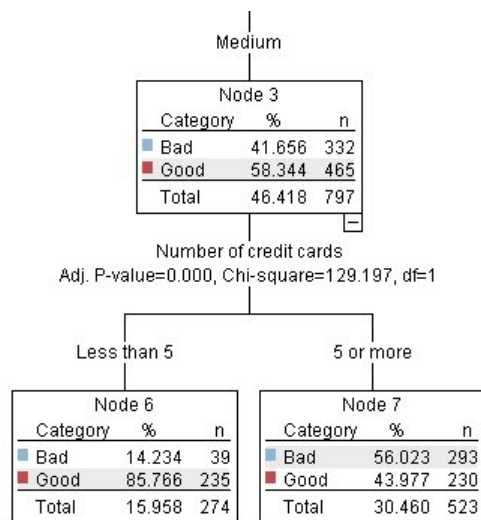 Medium
Node 3
Category % n
Bad 41.656 332
Good 58.344 465
Total 46.418 797
Number of credit cards
Adj. P-value=0.000, Chi-square=129.197, df=1
Less than 5
5 or more
Node 6
Category % n
Bad 14.234 39
Good 85.766 235
Total 15.958 274
Node 7
Category % n
Bad 56.023 293
Good 43.977 230
Total 30.460 523